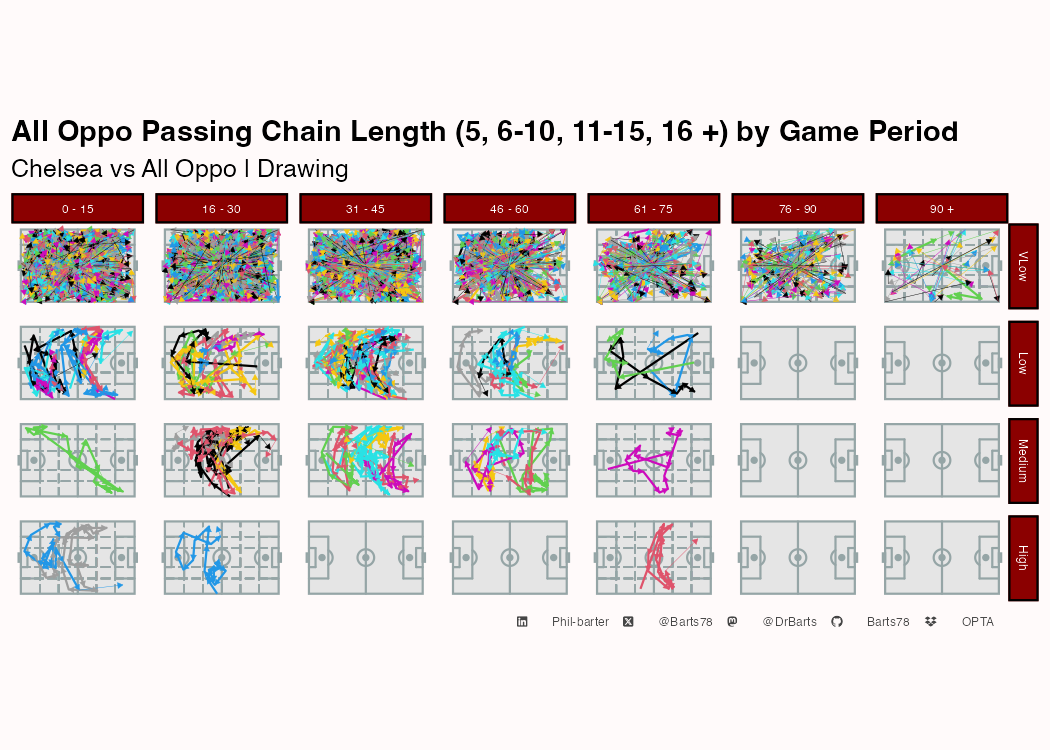 All Oppo Passing Chain Length (5, 6-10, 11-15, 16 +) by Game Period
Chelsea vs All Oppo | Drawing
0 - 15 16 - 30 31 - 45 46 - 60 61 - 75 76 - 90 90 +
VLow
Low
Medium
High
Phil-barter @Barts78 @DrBarts Barts78 OPTA